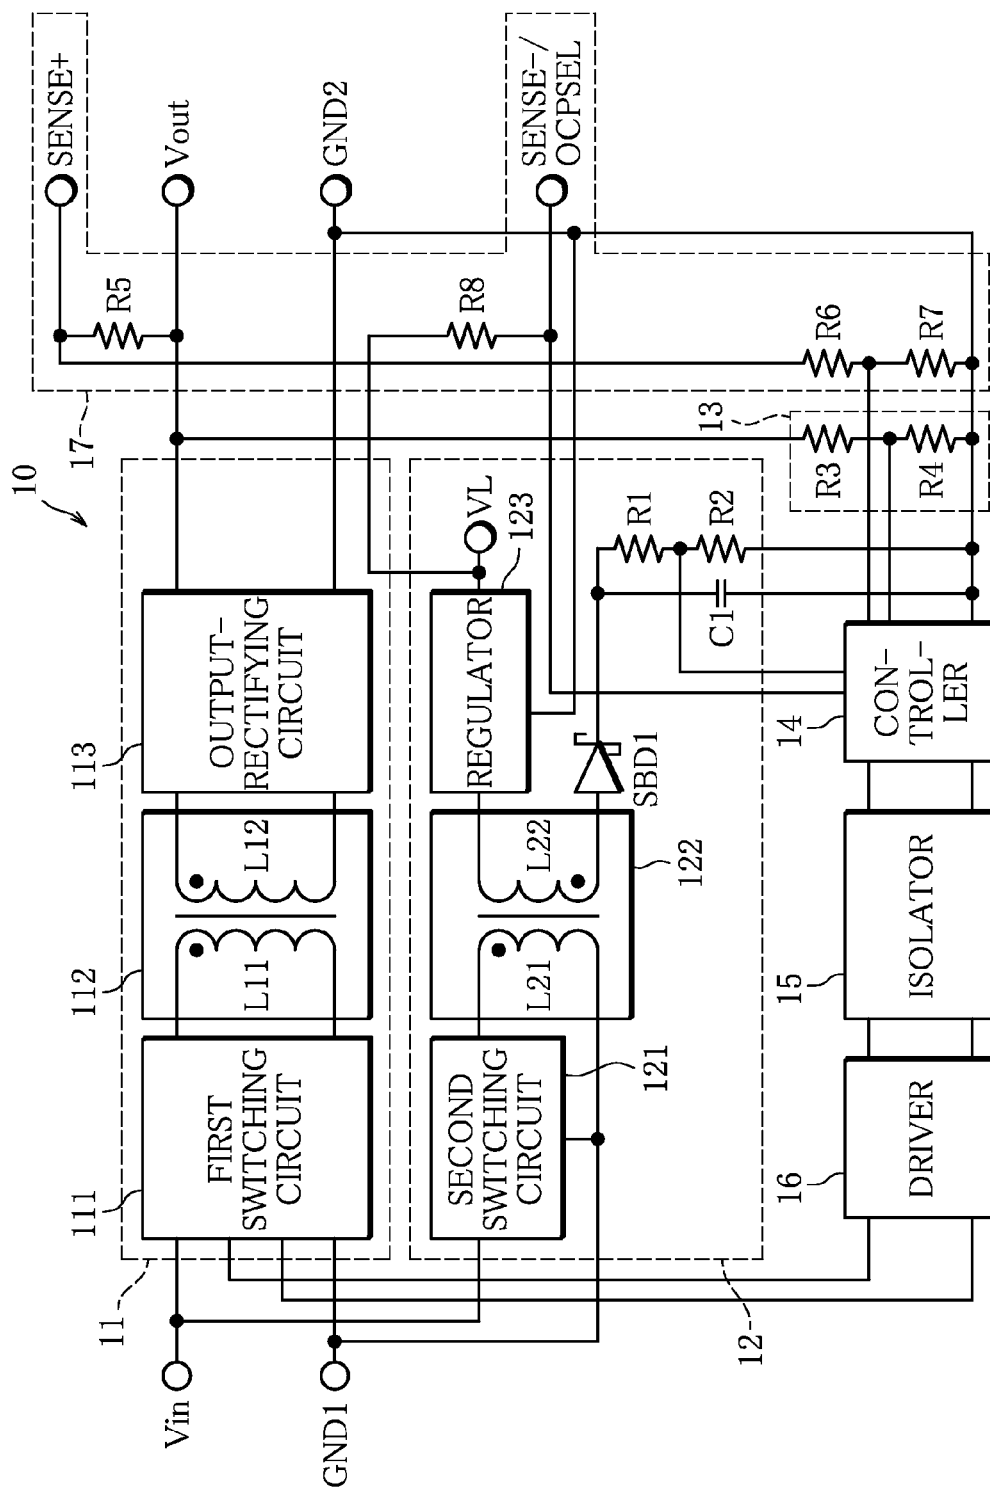 10
17
SENSE+
Vout
GND2
SENSE−/
OCPSEL
R5
R8
R6
R7
13
R3
R4
11
111
FIRST
SWITCHING
CIRCUIT
112
L11
L12
113
OUTPUT−
RECTIFYING
CIRCUIT
Vin
GND1
12
SECOND
SWITCHING
CIRCUIT
121
L21
L22
122
REGULATOR
123
VL
SBD1
R1
R2
C1
16
DRIVER
15
ISOLATOR
14
CON−
TROL−
LER